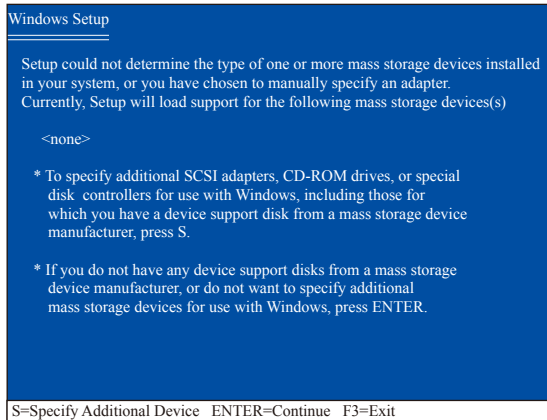 Windows Setup
Setup could not determine the type of one or more mass storage devices installed
in your system, or you have chosen to manually specify an adapter.
Currently, Setup will load support for the following mass storage devices(s)
<none>
* To specify additional SCSI adapters, CD-ROM drives, or special
disk controllers for use with Windows, including those for
which you have a device support disk from a mass storage device
manufacturer, press S.
* If you do not have any device support disks from a mass storage
device manufacturer, or do not want to specify additional
mass storage devices for use with Windows, press ENTER.
S=Specify Additional Device ENTER=Continue F3=Exit